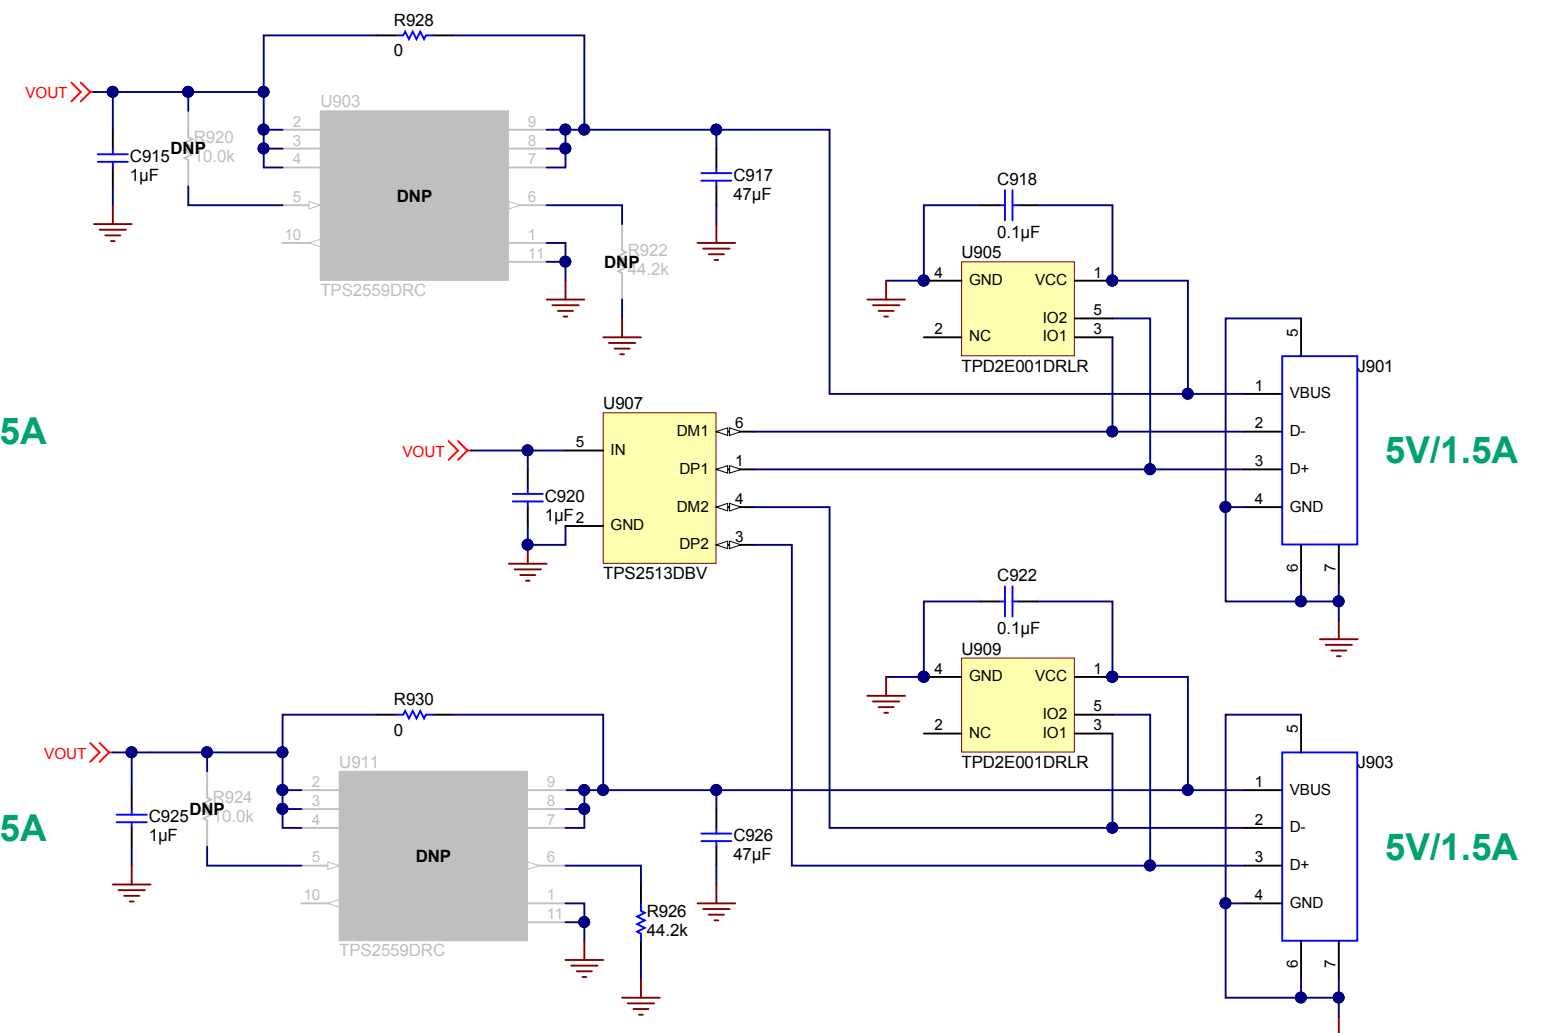 R928
0
VOUT
U903
2
3
4
5
10
9
8
7
6
1
11
DNP
TPS2559DRC
C915
1µF
DNP
R920
10.0k
DNP
R922
44.2k
C917
47µF
C918
0.1µF
U905
4
GND
VCC
1
IO2
5
2
NC
IO1
3
TPD2E001DRLR
5
J901
1
VBUS
2
D-
3
D+
4
GND
6
7
5V/1.5A
5A
U907
VOUT
5
IN
DM1
6
DP1
1
DM2
4
2
GND
DP2
3
TPS2513DBV
C920
1µF
C922
0.1µF
U909
4
GND
VCC
1
IO2
5
2
NC
IO1
3
TPD2E001DRLR
R930
0
VOUT
U911
2
3
4
5
10
9
8
7
6
1
11
DNP
TPS2559DRC
C925
1µF
DNP
R924
10.0k
R926
44.2k
C926
47µF
5
J903
1
VBUS
2
D-
3
D+
4
GND
6
7
5V/1.5A
5A